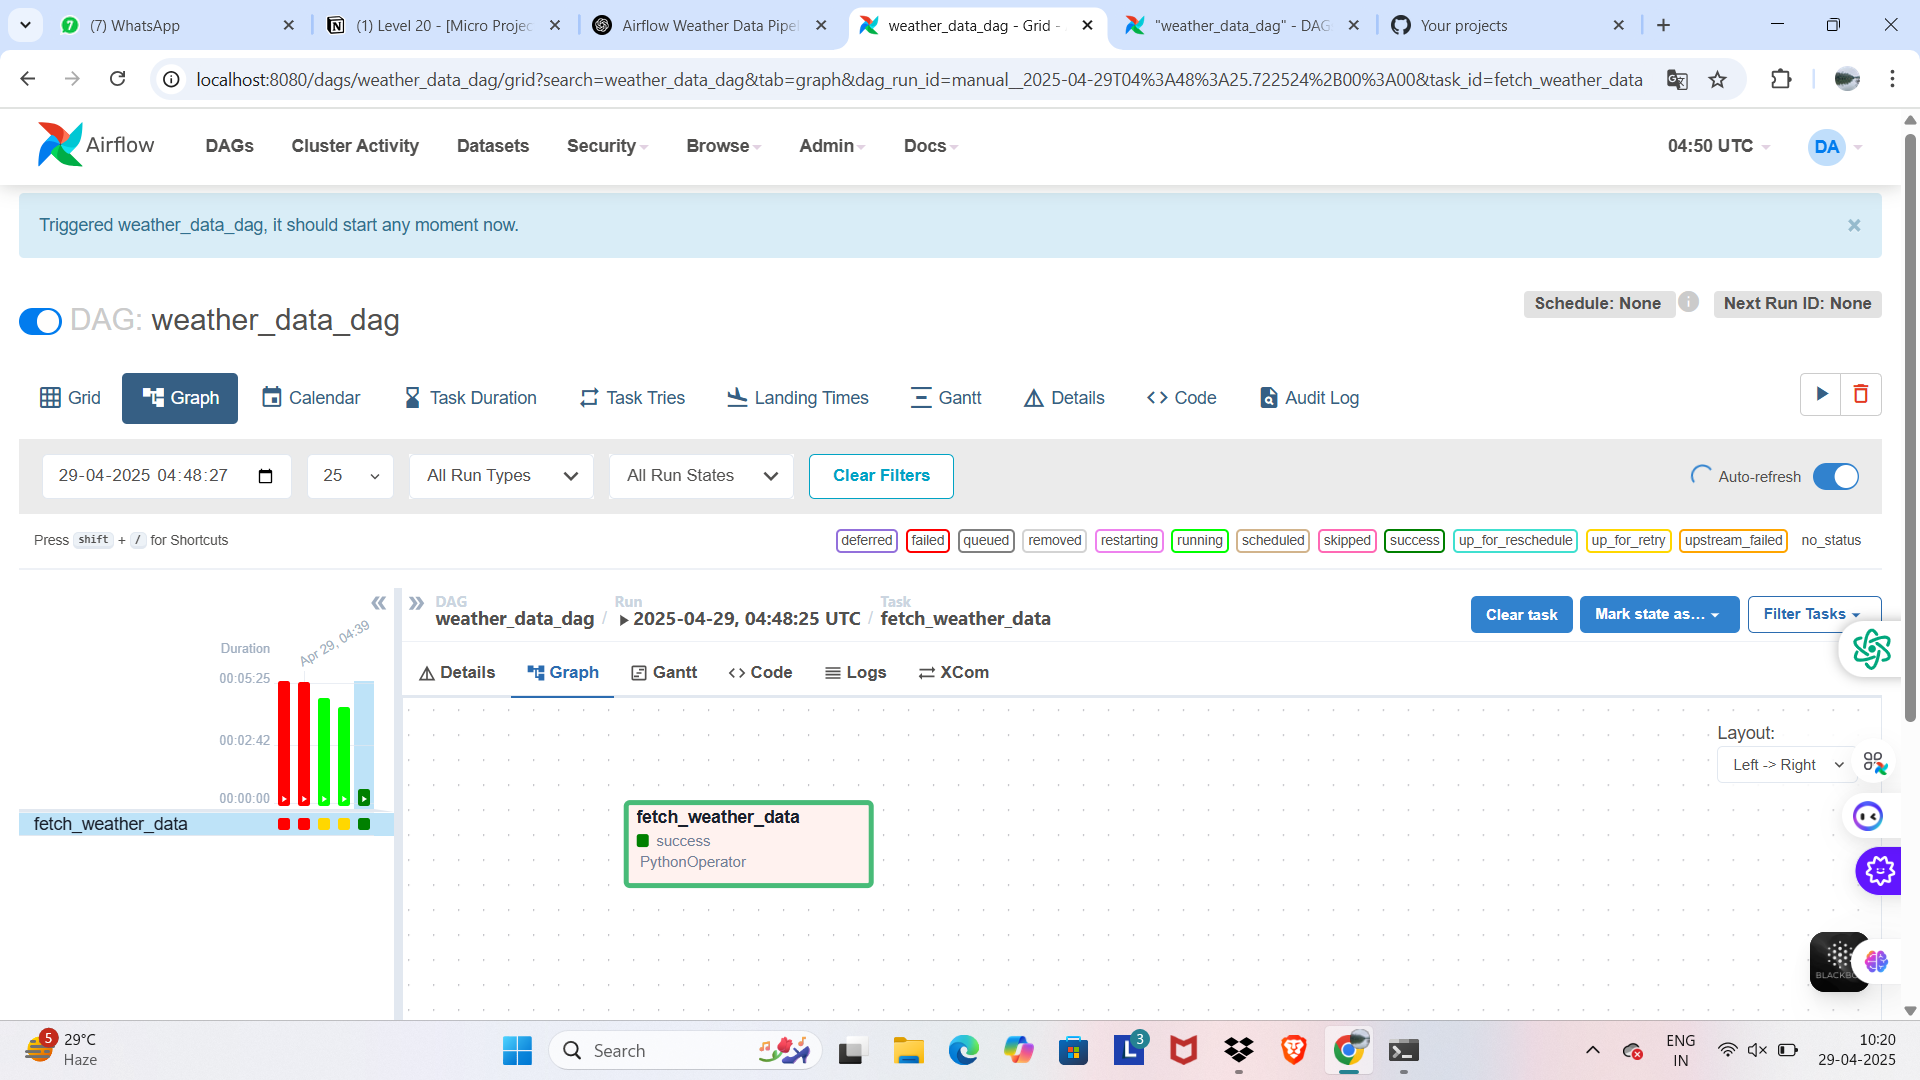 (7) WhatsApp
(1) Level 20 - [Micro Projec
Airflow Weather Data Pipel
weather_data_dag - Grid -
"weather_data_dag" - DAG
Your projects
localhost:8080/dags/weather_data_dag/grid?search=weather_data_dag&tab=graph&dag_run_id=manual__2025-04-29T04%3A48%3A25.722524%2B00%3A00&task_id=fetch_weather_data
Airflow
DAGs
Cluster Activity
Datasets
Security
Browse
Admin
Docs
04:50 UTC
DA
Triggered weather_data_dag, it should start any moment now.
×
DAG: weather_data_dag
Schedule: None
Next Run ID: None
Grid
Graph
Calendar
Task Duration
Task Tries
Landing Times
Gantt
Details
Code
Audit Log
29-04-2025 04:48:27
25
All Run Types
All Run States
Clear Filters
Auto-refresh
Press shift + / for Shortcuts
deferred
failed
queued
removed
restarting
running
scheduled
skipped
success
up_for_reschedule
up_for_retry
upstream_failed
no_status
Duration
Apr 29, 04:39
00:05:25
00:02:42
00:00:00
fetch_weather_data
DAG
weather_data_dag
/
Run
2025-04-29, 04:48:25 UTC
/
Task
fetch_weather_data
Clear task
Mark state as...
Filter Tasks
Details
Graph
Gantt
Code
Logs
XCom
Layout:
Left -> Right
fetch_weather_data
success
PythonOperator
5
29°C
Haze
Search
L
3
ENG
IN
10:20
29-04-2025